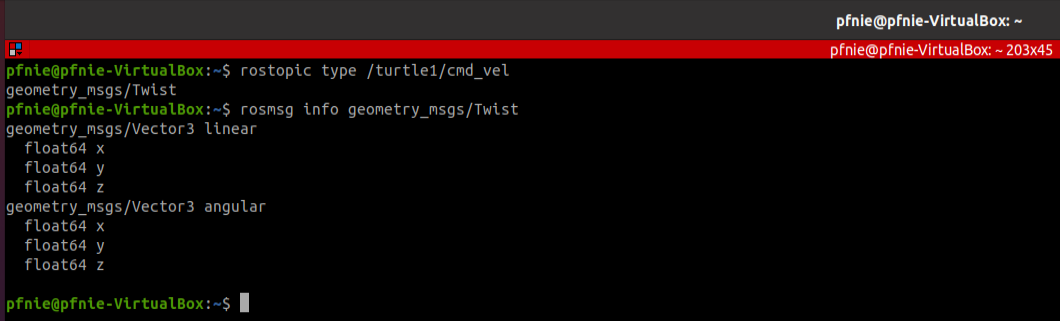 pfnie@pfnie-VirtualBox: ~
pfnie@pfnie-VirtualBox: ~ 203x45
pfnie@pfnie-VirtualBox:~$ rostopic type /turtle1/cmd_vel
geometry_msgs/Twist
pfnie@pfnie-VirtualBox:~$ rosmsg info geometry_msgs/Twist
geometry_msgs/Vector3 linear
  float64 x
  float64 y
  float64 z
geometry_msgs/Vector3 angular
  float64 x
  float64 y
  float64 z
pfnie@pfnie-VirtualBox:~$